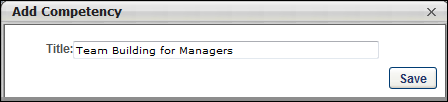 Add Competency
Title: Team Building for Managers
Save